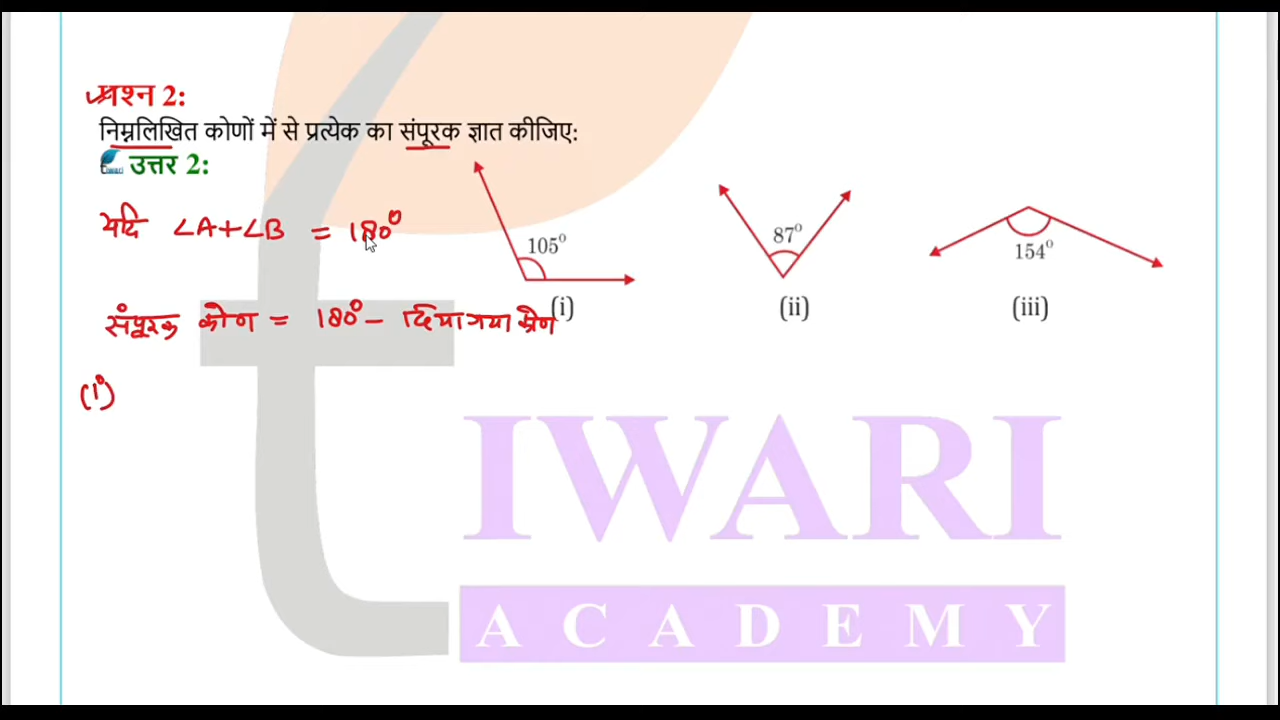 प्रश्न 2:
निम्नलिखित कोणों में से प्रत्येक का संपूरक ज्ञात कीजिए:
उत्तर 2:
यदि ∠A+∠B = 180°
105°
87°
154°
(i)
(ii)
(iii)
संपूरक कोण = 180° - दिया गया कोण
(i)
IWARI
ACADEMY